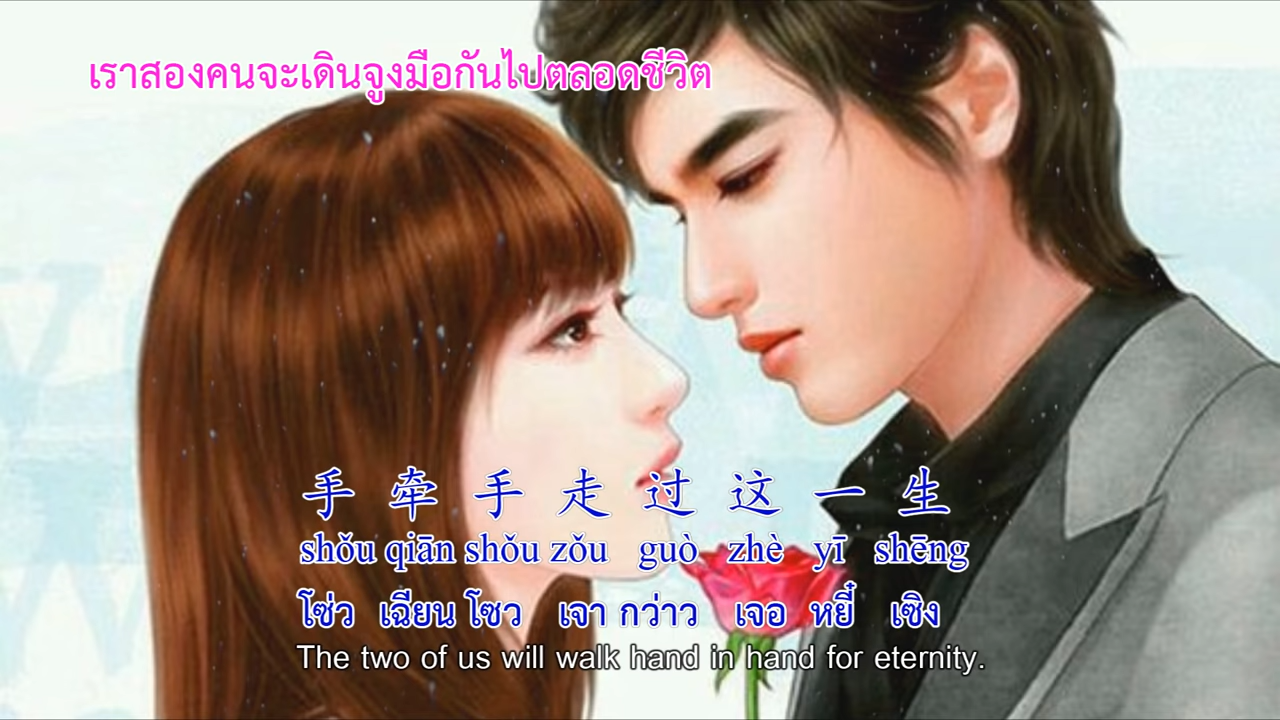 เราสองคนจะเดินจูงมือกันไปตลอดชีวิต
手 牵 手 走 过 这 一 生
shǒu qiān shǒu zǒu guò zhè yī shēng
โซ่ว เฉียน โซว เจา กว่าว เจอ หยี๋ เซิง
The two of us will walk hand in hand for eternity.